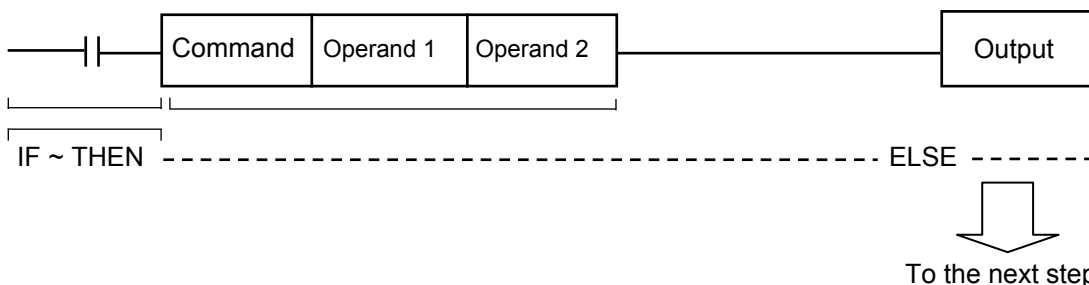 Command Operand 1 Operand 2 Output
IF ~ THEN ELSE
To the next step